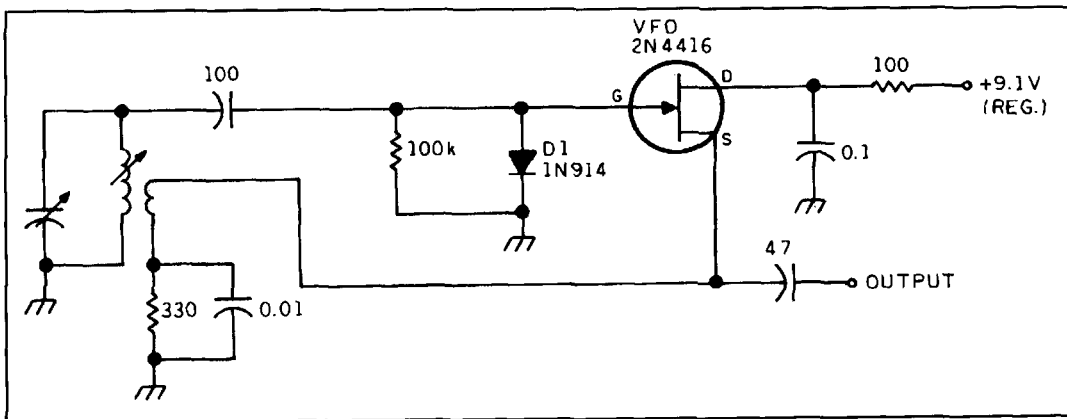 VFO
2N4416
100
G
D
S
100
+9.1V
(REG.)
100k
D1
1N914
0.1
330
0.01
47
OUTPUT